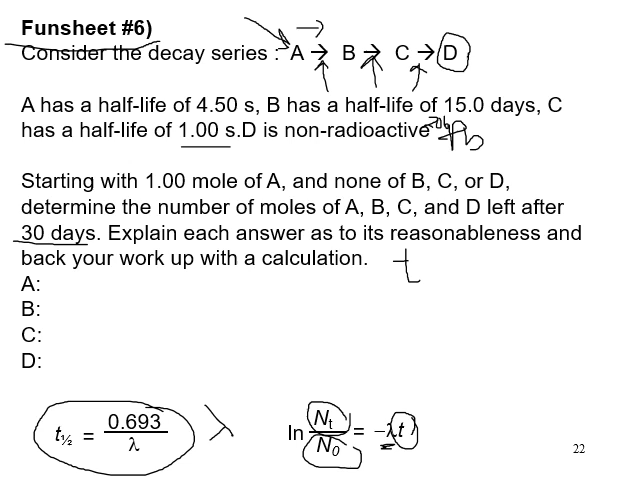 Funsheet #6)
Consider the decay series : A → B → C → D
A has a half-life of 4.50 s, B has a half-life of 15.0 days, C
has a half-life of 1.00 s.D is non-radioactive 206Pb
Starting with 1.00 mole of A, and none of B, C, or D,
determine the number of moles of A, B, C, and D left after
30 days. Explain each answer as to its reasonableness and
back your work up with a calculation. t
A:
B:
C:
D:
t½ = 0.693 / λ λ ln Nt / N0 = -λt
22